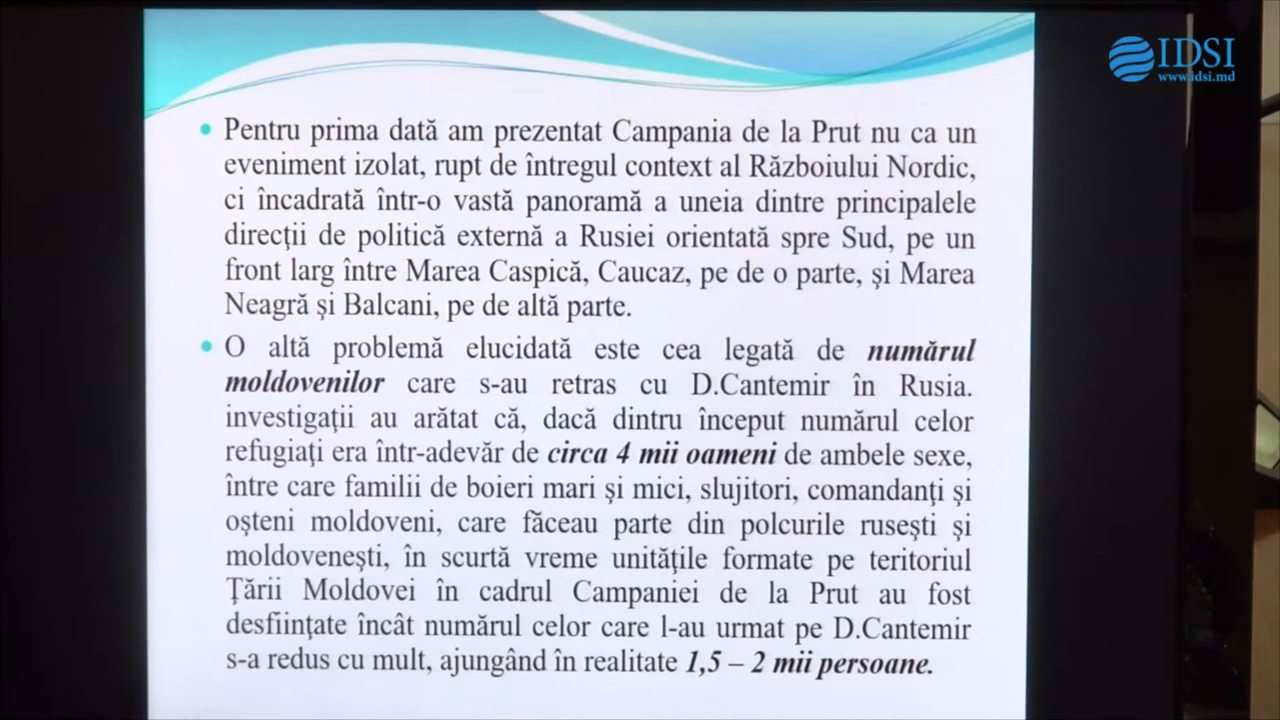 IDSI
www.idsi.md
• Pentru prima dată am prezentat Campania de la Prut nu ca un
eveniment izolat, rupt de întregul context al Războiului Nordic,
ci încadrată într-o vastă panoramă a uneia dintre principalele
direcţii de politică externă a Rusiei orientată spre Sud, pe un
front larg între Marea Caspică, Caucaz, pe de o parte, şi Marea
Neagră şi Balcani, pe de altă parte.
• O altă problemă elucidată este cea legată de numărul
moldovenilor care s-au retras cu D.Cantemir în Rusia.
investigaţii au arătat că, dacă dintru început numărul celor
refugiaţi era într-adevăr de circa 4 mii oameni de ambele sexe,
între care familii de boieri mari şi mici, slujitori, comandanţi şi
oşteni moldoveni, care făceau parte din polcurile ruseşti şi
moldoveneşti, în scurtă vreme unităţile formate pe teritoriul
Ţării Moldovei în cadrul Campaniei de la Prut au fost
desfiinţate încât numărul celor care l-au urmat pe D.Cantemir
s-a redus cu mult, ajungând în realitate 1,5 – 2 mii persoane.